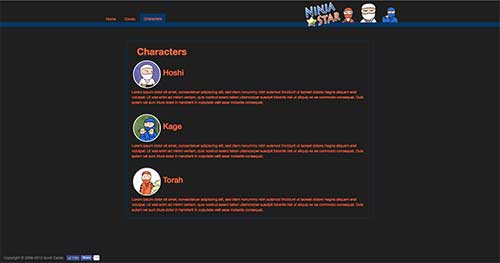 Home Comics Characters
NINJA
STAR
Characters
Hoshi
Lorem ipsum dolor sit amet, consectetuer adipiscing elit, sed diam nonummy nibh euismod tincidunt ut laoreet dolore magna aliquam erat
volutpat. Ut wisi enim ad minim veniam, quis nostrud exerci tation ullamcorper suscipit lobortis nisl ut aliquip ex ea commodo consequat. Duis
autem vel eum iriure dolor in hendrerit in vulputate velit esse molestie consequat.
Kage
Lorem ipsum dolor sit amet, consectetuer adipiscing elit, sed diam nonummy nibh euismod tincidunt ut laoreet dolore magna aliquam erat
volutpat. Ut wisi enim ad minim veniam, quis nostrud exerci tation ullamcorper suscipit lobortis nisl ut aliquip ex ea commodo consequat. Duis
autem vel eum iriure dolor in hendrerit in vulputate velit esse molestie consequat.
Torah
Lorem ipsum dolor sit amet, consectetuer adipiscing elit, sed diam nonummy nibh euismod tincidunt ut laoreet dolore magna aliquam erat
volutpat. Ut wisi enim ad minim veniam, quis nostrud exerci tation ullamcorper suscipit lobortis nisl ut aliquip ex ea commodo consequat. Duis
autem vel eum iriure dolor in hendrerit in vulputate velit esse molestie consequat.
Copyright © 2008-2015 Scott Like Share